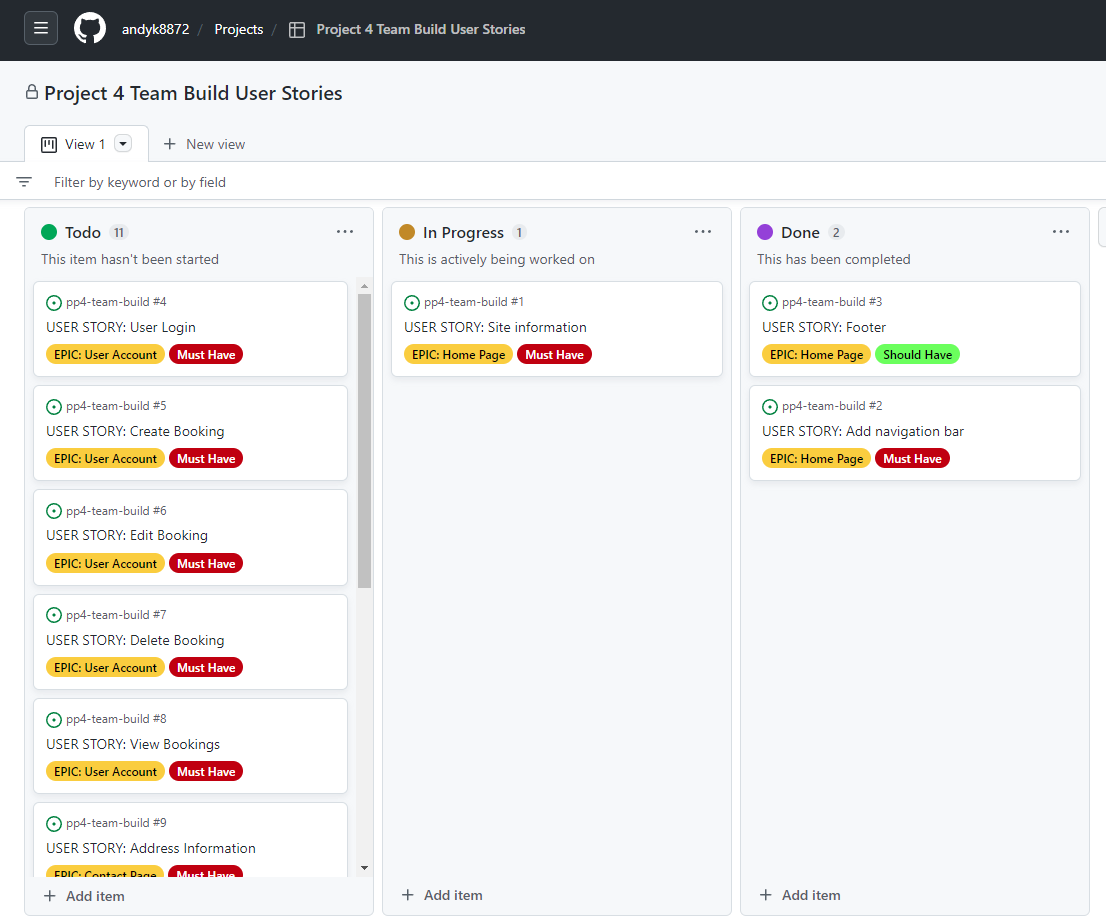 andyk8872 / Projects / Project 4 Team Build User Stories
Project 4 Team Build User Stories
View 1
New view
Filter by keyword or by field
Todo 11
This item hasn't been started
pp4-team-build #4
USER STORY: User Login
EPIC: User Account Must Have
pp4-team-build #5
USER STORY: Create Booking
EPIC: User Account Must Have
pp4-team-build #6
USER STORY: Edit Booking
EPIC: User Account Must Have
pp4-team-build #7
USER STORY: Delete Booking
EPIC: User Account Must Have
pp4-team-build #8
USER STORY: View Bookings
EPIC: User Account Must Have
pp4-team-build #9
USER STORY: Address Information
EPIC: Contact Page Must Have
Add item
In Progress 1
This is actively being worked on
pp4-team-build #1
USER STORY: Site information
EPIC: Home Page Must Have
Add item
Done 2
This has been completed
pp4-team-build #3
USER STORY: Footer
EPIC: Home Page Should Have
pp4-team-build #2
USER STORY: Add navigation bar
EPIC: Home Page Must Have
Add item